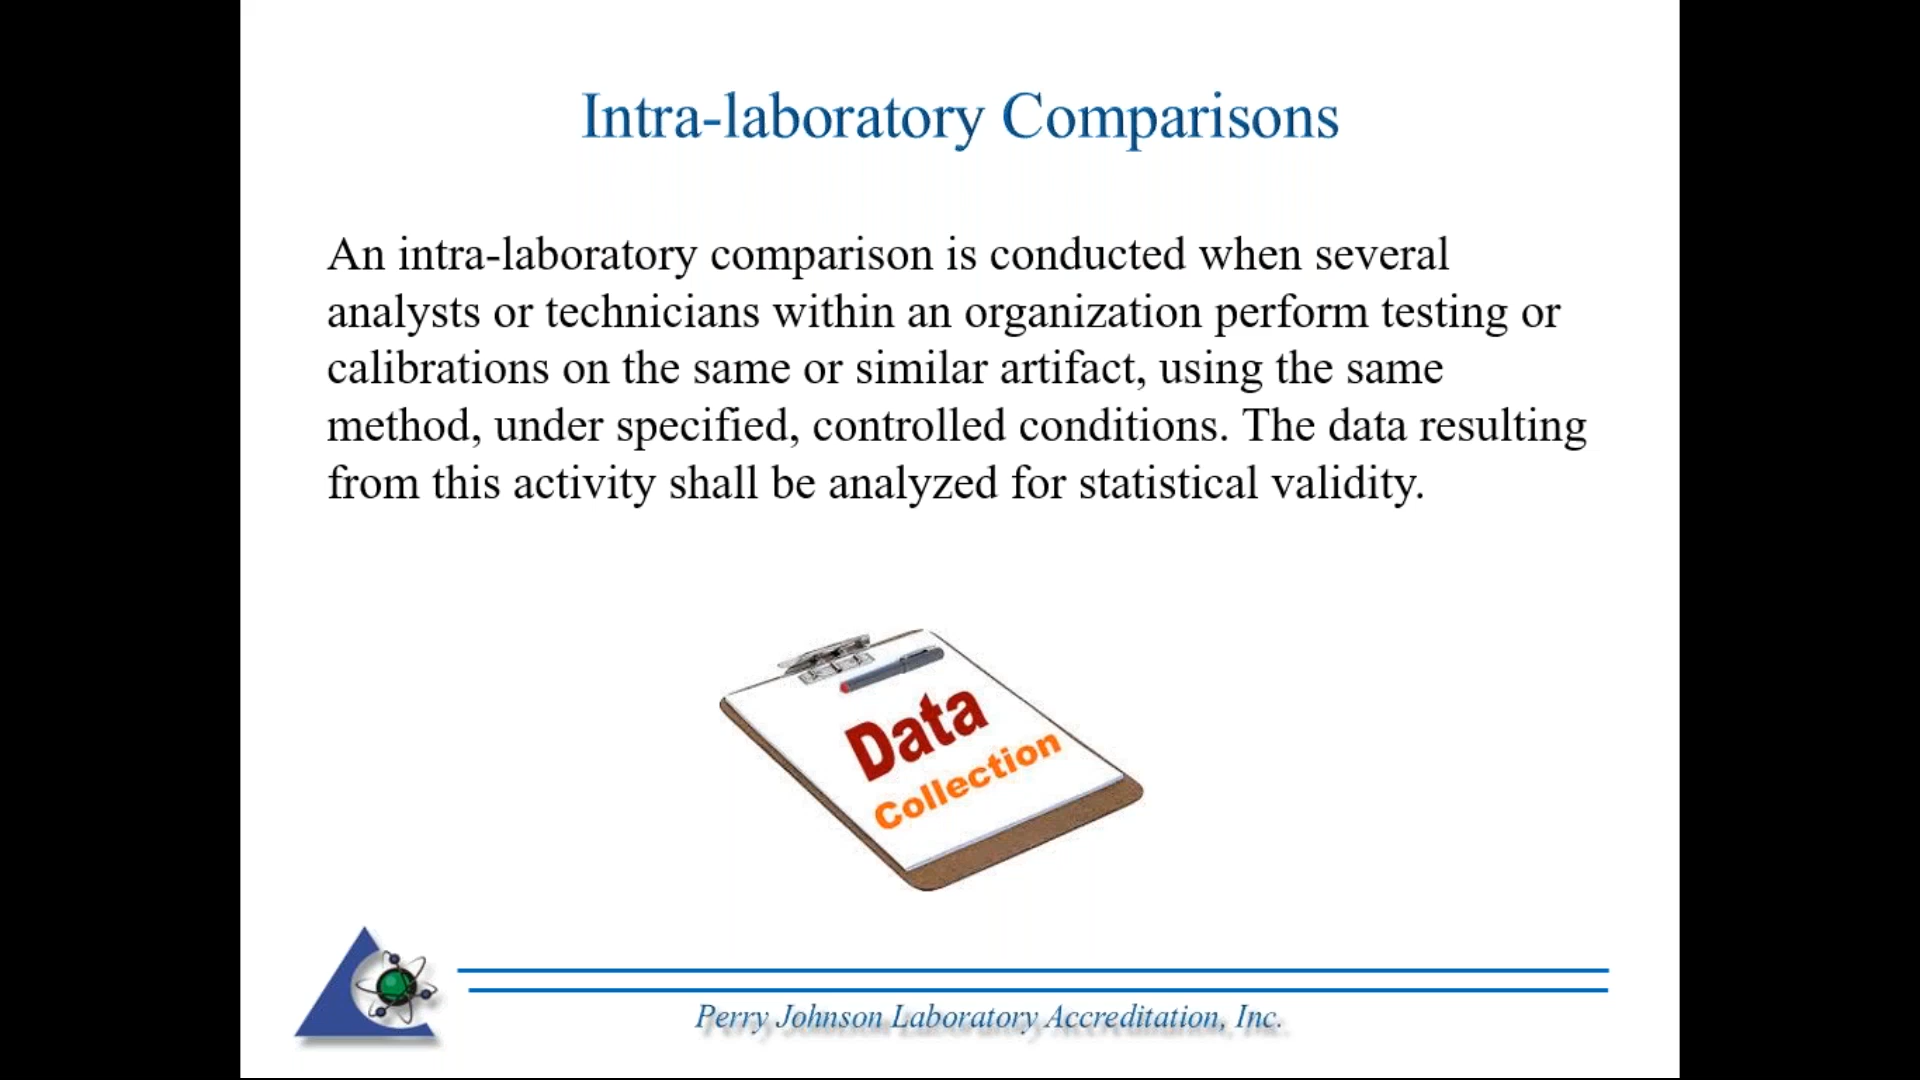 Intra-laboratory Comparisons
An intra-laboratory comparison is conducted when several
analysts or technicians within an organization perform testing or
calibrations on the same or similar artifact, using the same
method, under specified, controlled conditions. The data resulting
from this activity shall be analyzed for statistical validity.
Data
Collection
Perry Johnson Laboratory Accreditation, Inc.